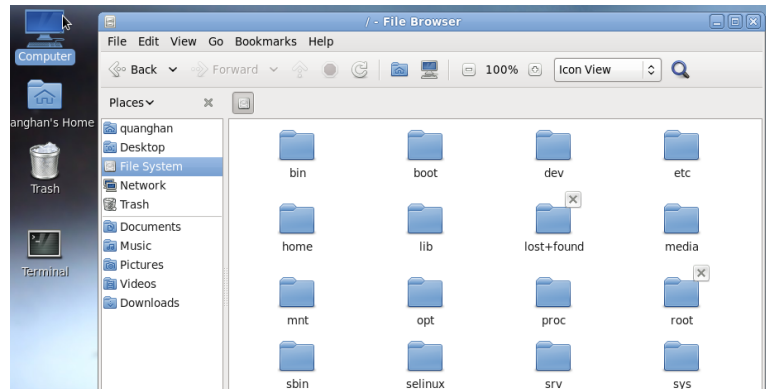 / - File Browser
File Edit View Go Bookmarks Help
Back Forward 100% Icon View
Places
Computer
anghan's Home
Trash
Terminal
quanghan
Desktop
File System
Network
Trash
Documents
Music
Pictures
Videos
Downloads
bin boot dev etc
home lib lost+found media
mnt opt proc root
sbin selinux srv sys